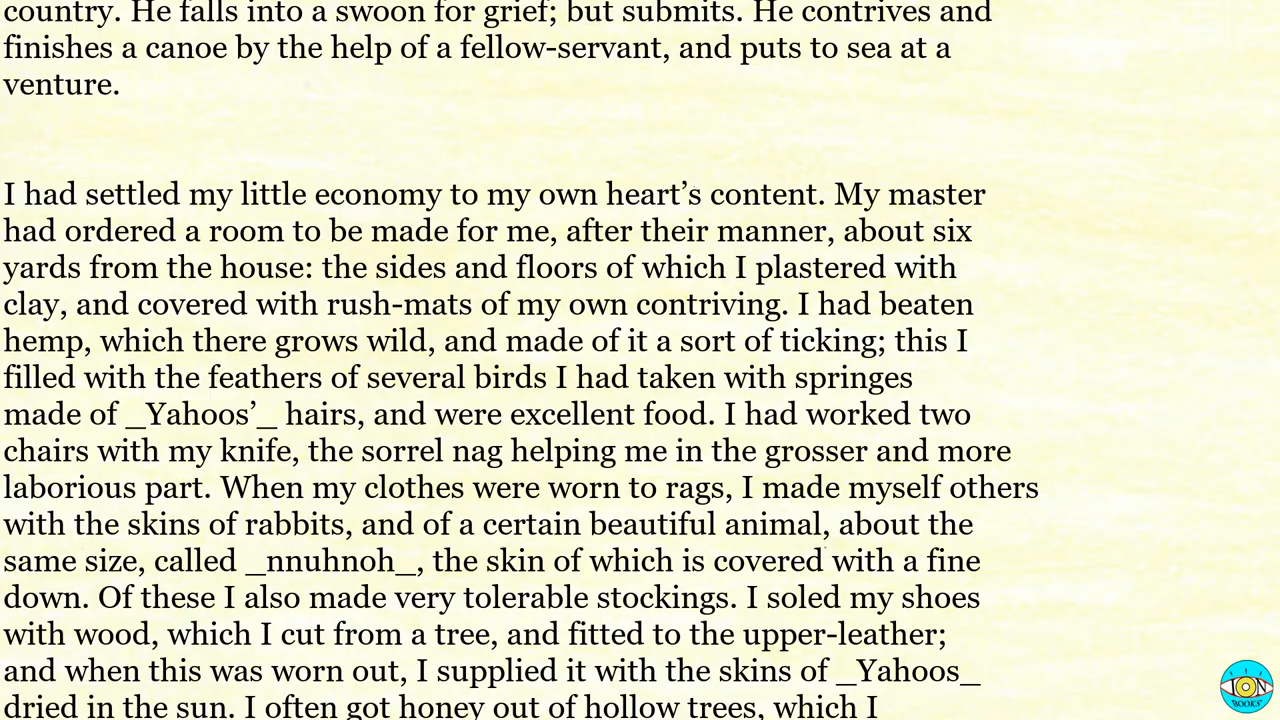 country. He falls into a swoon for grief; but submits. He contrives and
finishes a canoe by the help of a fellow-servant, and puts to sea at a
venture.
I had settled my little economy to my own heart’s content. My master
had ordered a room to be made for me, after their manner, about six
yards from the house: the sides and floors of which I plastered with
clay, and covered with rush-mats of my own contriving. I had beaten
hemp, which there grows wild, and made of it a sort of ticking; this I
filled with the feathers of several birds I had taken with springes
made of _Yahoos’_ hairs, and were excellent food. I had worked two
chairs with my knife, the sorrel nag helping me in the grosser and more
laborious part. When my clothes were worn to rags, I made myself others
with the skins of rabbits, and of a certain beautiful animal, about the
same size, called _nnuhnoh_, the skin of which is covered with a fine
down. Of these I also made very tolerable stockings. I soled my shoes
with wood, which I cut from a tree, and fitted to the upper-leather;
and when this was worn out, I supplied it with the skins of _Yahoos_
dried in the sun. I often got honey out of hollow trees, which I
ION
BOOKS